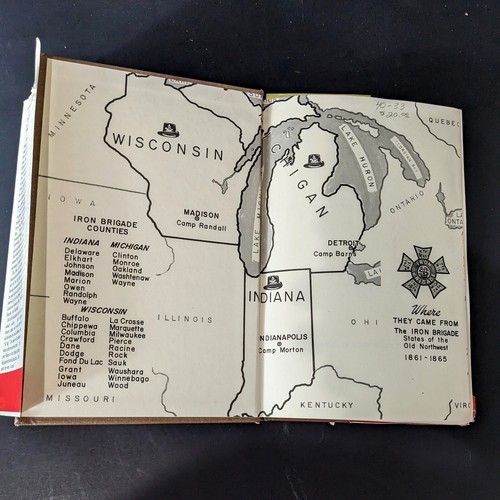 MINNESOTA
WISCONSIN
MICHIGAN
LAKE HURON
QUEBEC
ONTARIO
IOWA
MADISON
Camp Randall
DETROIT
Camp Barns
IRON BRIGADE
COUNTIES
INDIANA MICHIGAN
Delaware Clinton
Elkhart Monroe
Johnson Oakland
Madison Washtenaw
Marion Wayne
Owen
Randolph
Wayne
WISCONSIN
Buffalo La Crosse
Chippewa Marquette
Columbia Milwaukee
Crawford Pierce
Dane Racine
Dodge Rock
Fond Du Lac Sauk
Grant Waushara
Iowa Winnebago
Juneau Wood
ILLINOIS
INDIANA
NDIANAPOLIS
Camp Morton
OHI
Where
THEY CAME FROM
The IRON BRIGADE
States of the
Old Northwest
1861-1865
MISSOURI
KENTUCKY
VIRG